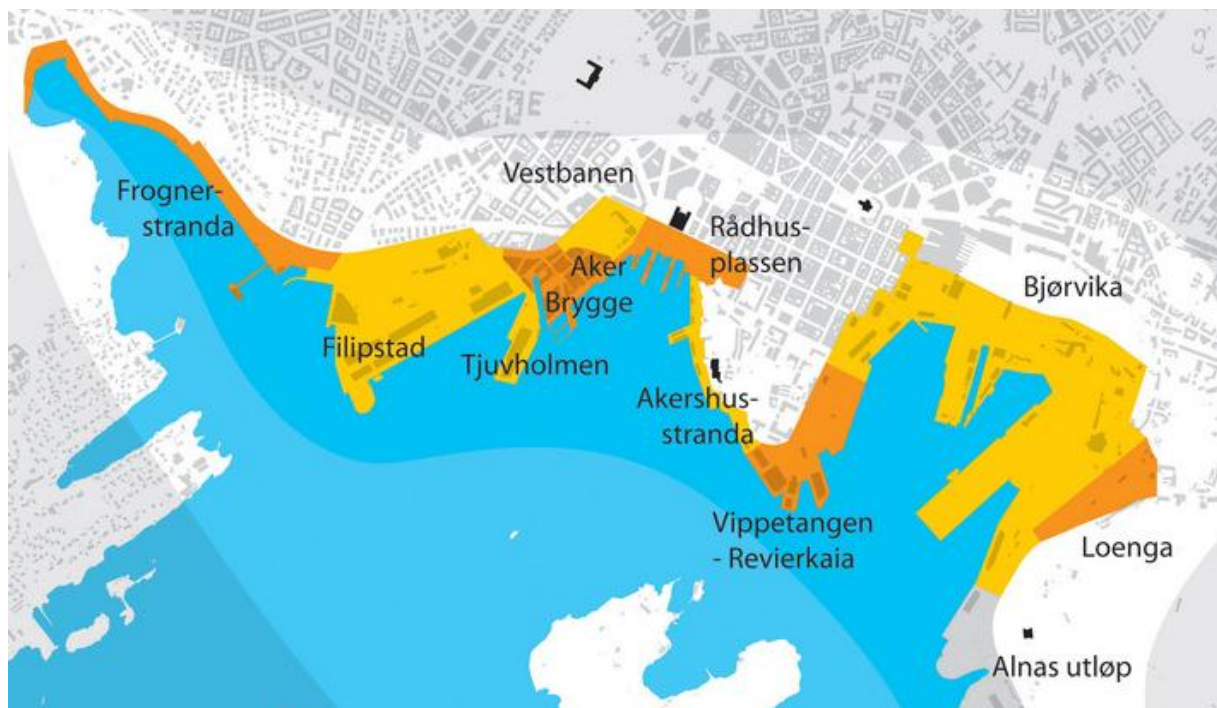 Frogner-
stranda
Vestbanen
Rådhus-
plassen
Aker
Brygge
Bjørvika
Filipstad
Tjuvholmen
Akershus-
stranda
Vippetangen
- Revierkaia
Loenga
Alnas utløp